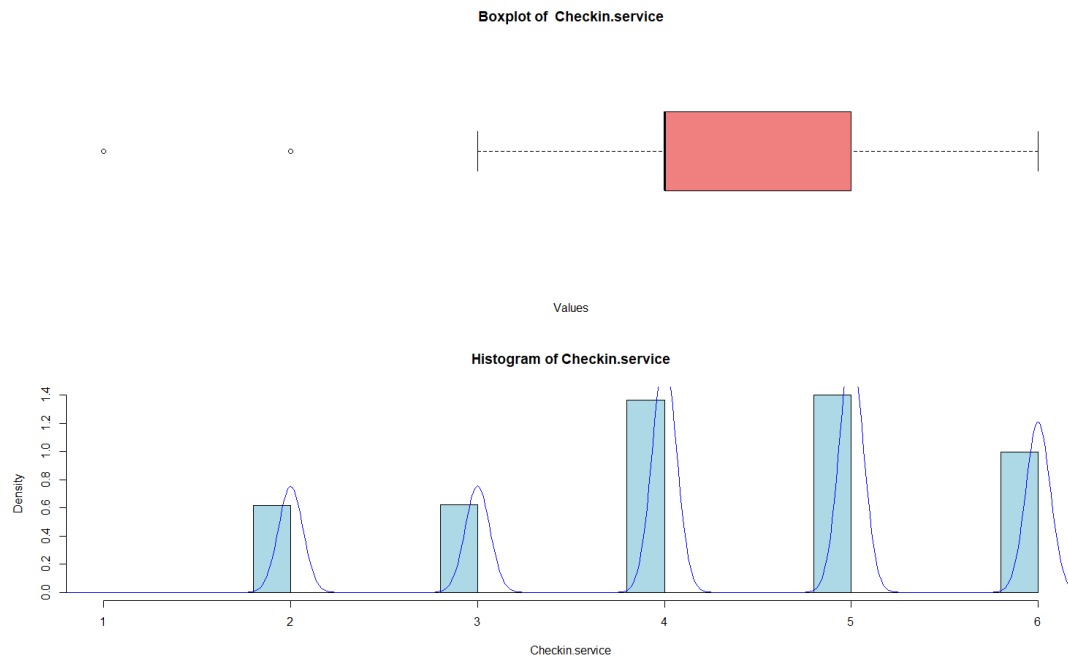 Boxplot of  Checkin.service
Values
Histogram of Checkin.service
Density
1.4
1.2
1.0
0.8
0.6
0.4
0.2
0.0
1 2 3 4 5 6
Checkin.service